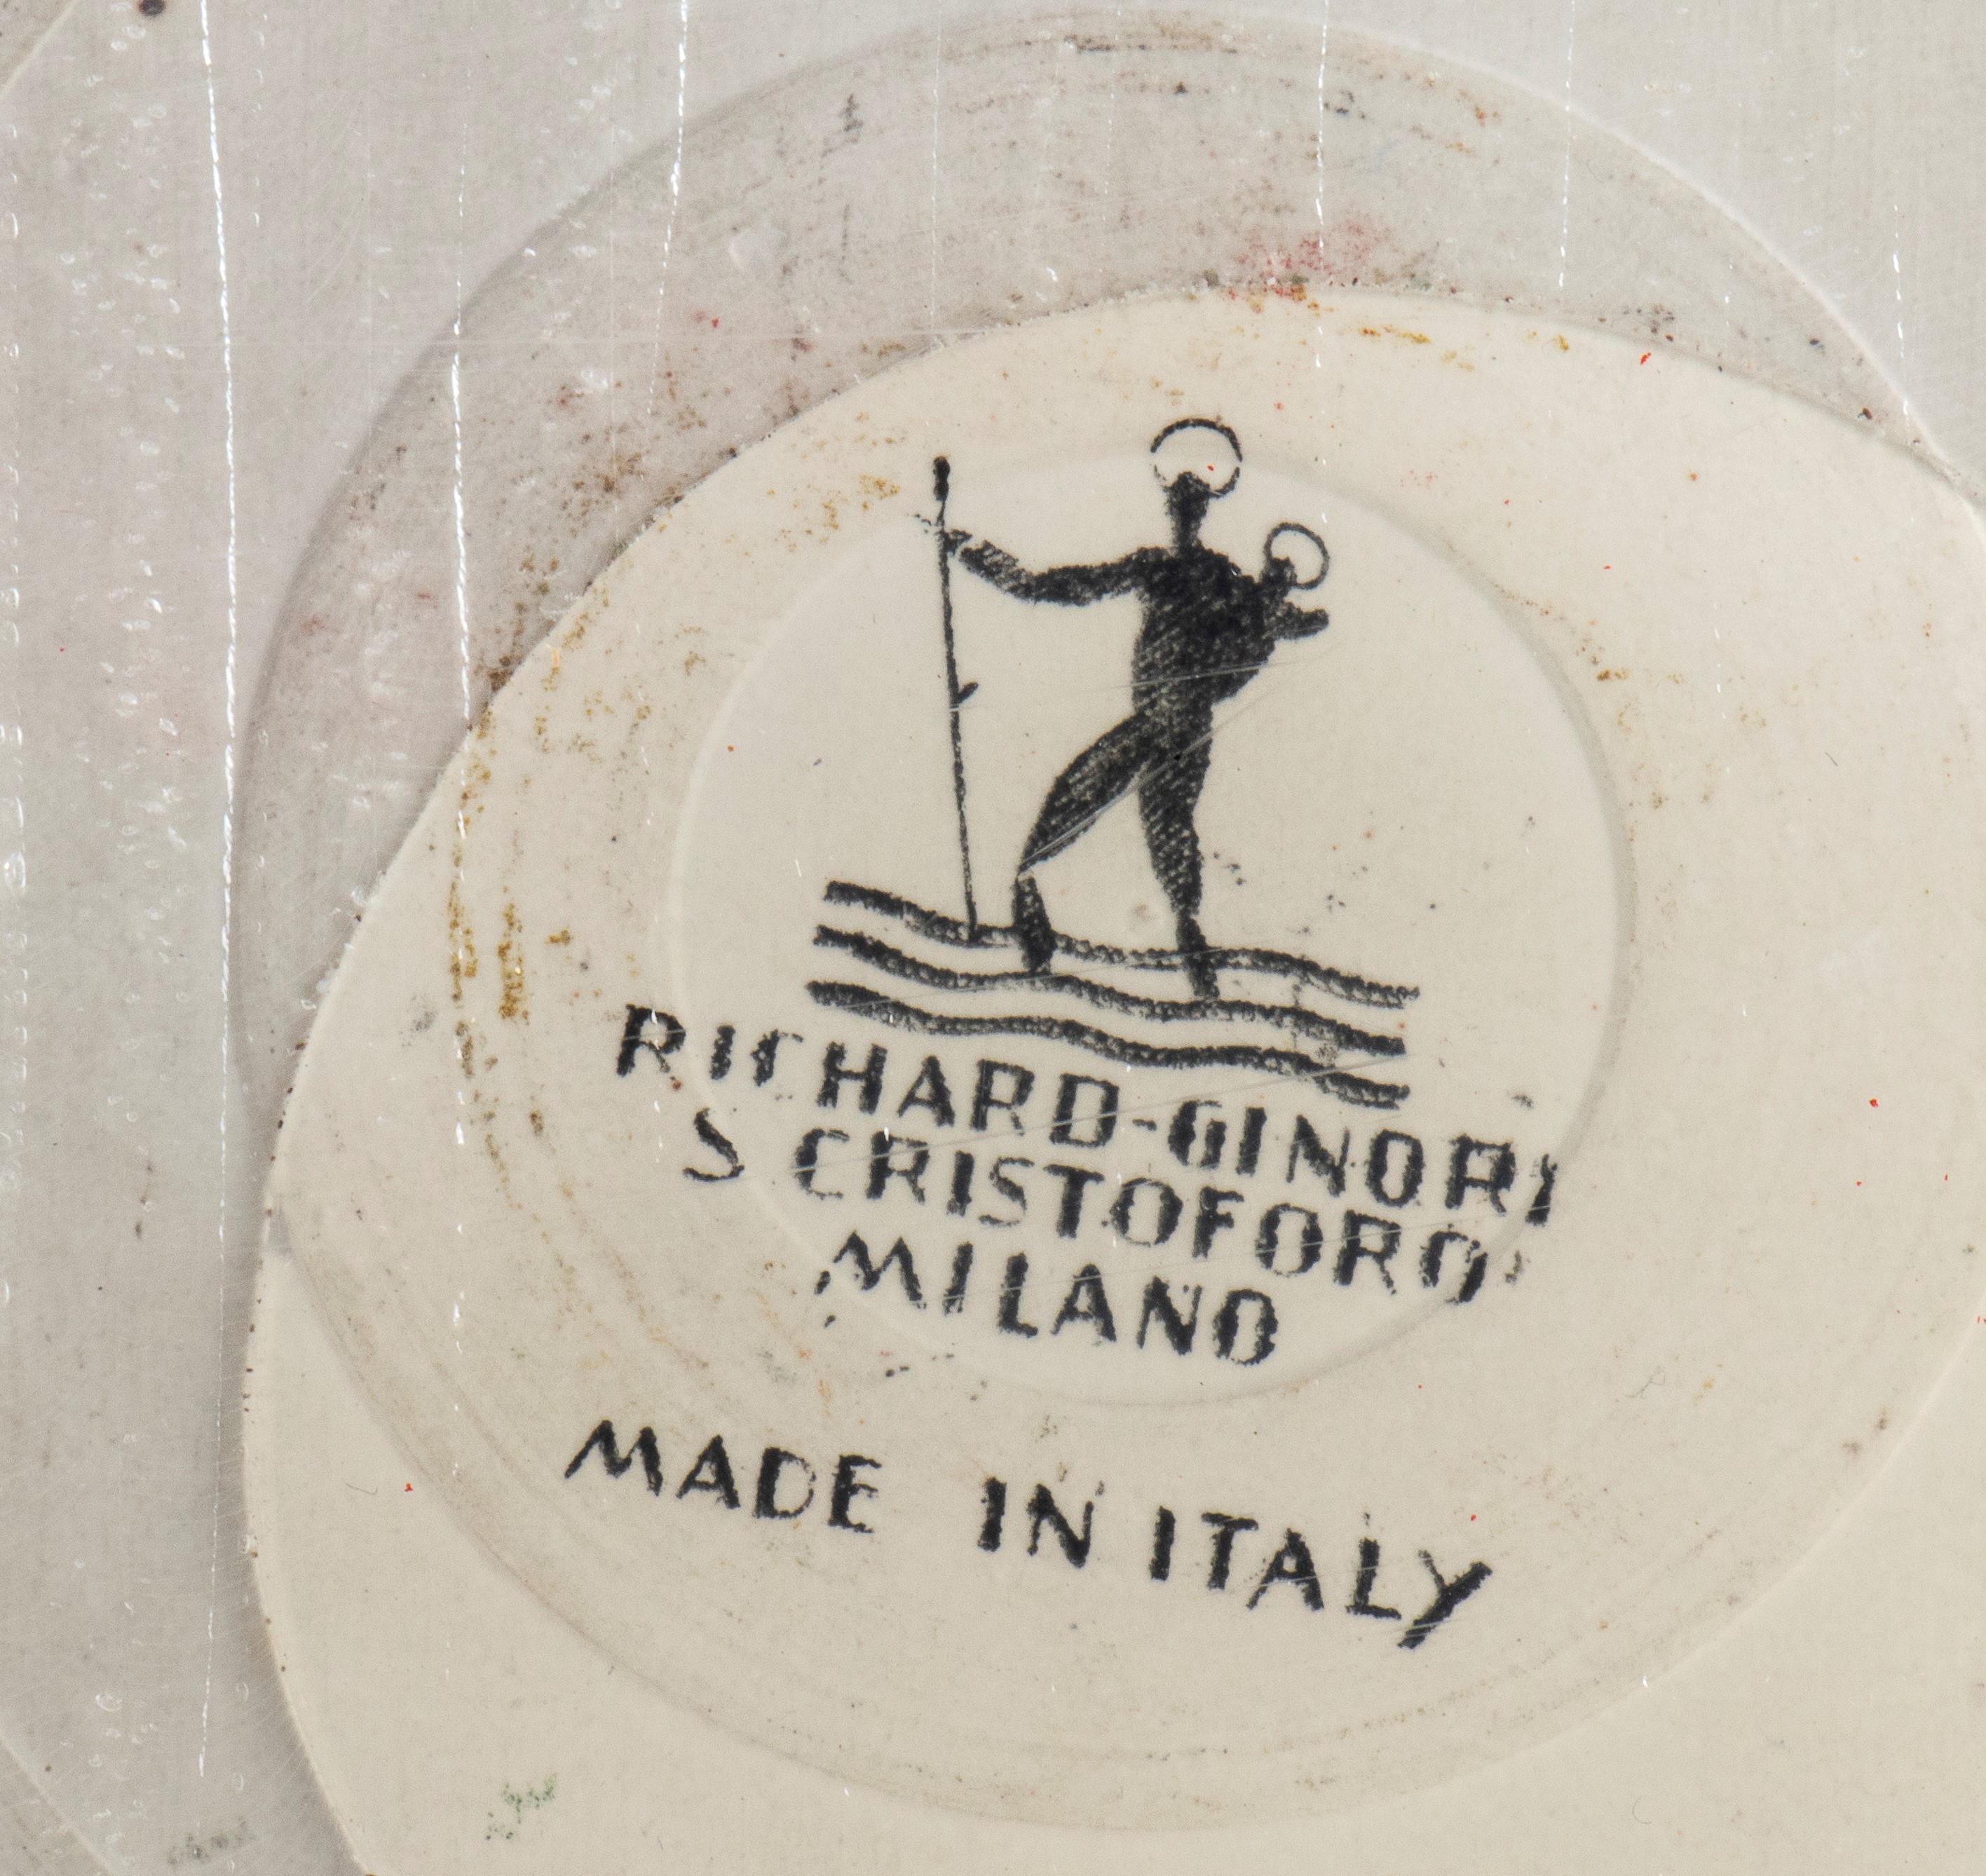 RICHARD-GINORI
S CRISTOFORO
MILANO
MADE IN ITALY